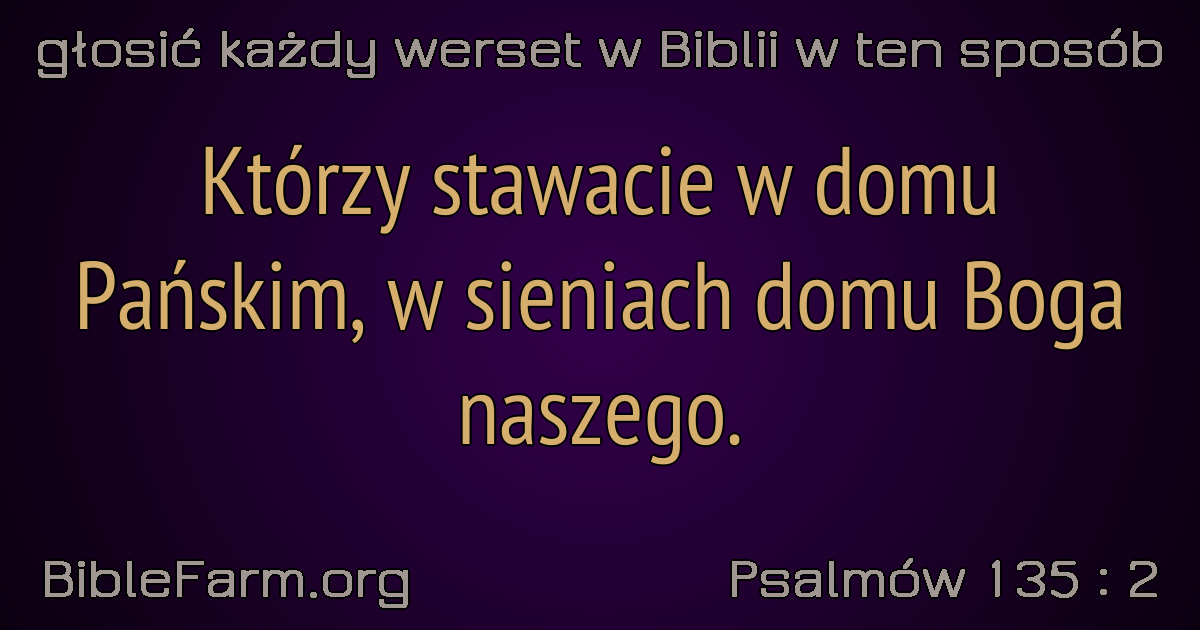 głosić każdy werset w Biblii w ten sposób
Którzy stawacie w domu
Pańskim, w sieniach domu Boga
naszego.
BibleFarm.org
Psalmów 135 : 2